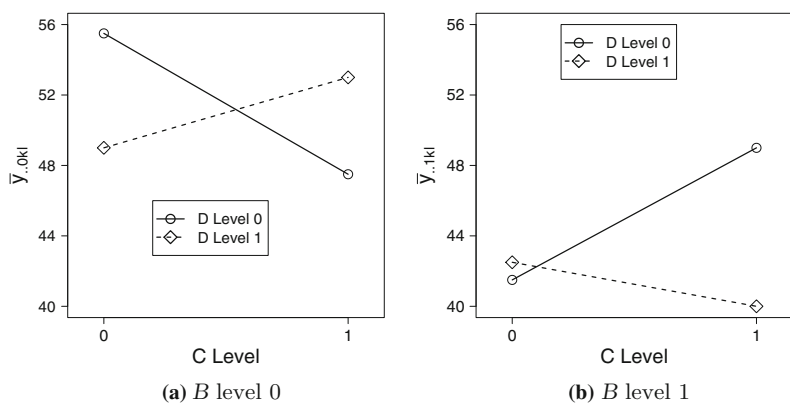 56
52
48
44
40
ȳ..0kl
D Level 0
D Level 1
0
1
C Level
(a) B level 0
56
52
48
44
40
ȳ..1kl
D Level 0
D Level 1
0
1
C Level
(b) B level 1